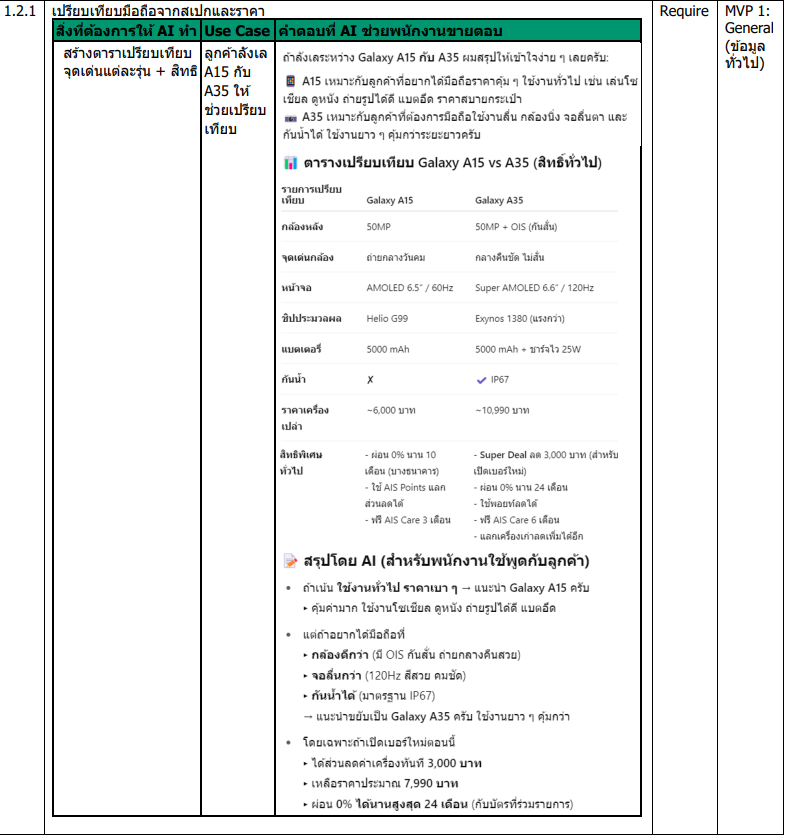 1.2.1
เปรียบเทียบมือถือจากสเปกและราคา
Require
MVP 1:
General
(ข้อมูล
ทั่วไป)
สิ่งที่ต้องการให้ AI ทำ
Use Case
คำตอบที่ AI ช่วยพนักงานขายตอบ
สร้างตาราเปรียบเทียบ
จุดเด่นแต่ละรุ่น + สิทธิ
ลูกค้าลังเล
A15 กับ
A35 ให้
ช่วยเปรียบ
เทียบ
ถ้าลังเลระหว่าง Galaxy A15 กับ A35 ผมสรุปให้เข้าใจง่าย ๆ เลยครับ:
A15 เหมาะกับลูกค้าที่อยากได้มือถือราคาคุ้ม ๆ ใช้งานทั่วไป เช่น เล่นโซ
เชียล ดูหนัง ถ่ายรูปได้ดี แบตอึด ราคาสบายกระเป๋า
A35 เหมาะกับลูกค้าที่ต้องการมือถือใช้งานลื่น กล้องนิ่ง จอลื่นตา และ
กันน้ำได้ ใช้งานยาว ๆ คุ้มกว่าระยะยาวครับ
ตารางเปรียบเทียบ Galaxy A15 vs A35 (สิทธิ์ทั่วไป)
รายการเปรียบ
เทียบ
Galaxy A15
Galaxy A35
กล้องหลัง
50MP
50MP + OIS (กันสั่น)
จุดเด่นกล้อง
ถ่ายกลางวันคม
กลางคืนชัด ไม่สั่น
หน้าจอ
AMOLED 6.5" / 60Hz
Super AMOLED 6.6" / 120Hz
ชิปประมวลผล
Helio G99
Exynos 1380 (แรงกว่า)
แบตเตอรี่
5000 mAh
5000 mAh + ชาร์จไว 25W
กันน้ำ
✗
✔ IP67
ราคาเครื่อง
เปล่า
~6,000 บาท
~10,990 บาท
สิทธิพิเศษ
ทั่วไป
- ผ่อน 0% นาน 10
เดือน (บางธนาคาร)
- ใช้ AIS Points แลก
ส่วนลดได้
- ฟรี AIS Care 3 เดือน
- Super Deal ลด 3,000 บาท (สำหรับ
เปิดเบอร์ใหม่)
- ผ่อน 0% นาน 24 เดือน
- ใช้พอยท์ลดได้
- ฟรี AIS Care 6 เดือน
- แลกเครื่องเก่าลดเพิ่มได้อีก
สรุปโดย AI (สำหรับพนักงานใช้พูดกับลูกค้า)
• ถ้าเน้น ใช้งานทั่วไป ราคาเบา ๆ → แนะนำ Galaxy A15 ครับ
‣ คุ้มค่ามาก ใช้งานโซเชียล ดูหนัง ถ่ายรูปได้ดี แบตอึด
• แต่ถ้าอยากได้มือถือที่
‣ กล้องดีกว่า (มี OIS กันสั่น ถ่ายกลางคืนสวย)
‣ จอลื่นกว่า (120Hz สีสวย คมชัด)
‣ กันน้ำได้ (มาตรฐาน IP67)
→ แนะนำขยับเป็น Galaxy A35 ครับ ใช้งานยาว ๆ คุ้มกว่า
• โดยเฉพาะถ้าเปิดเบอร์ใหม่ตอนนี้
‣ ได้ส่วนลดค่าเครื่องทันที 3,000 บาท
‣ เหลือราคาประมาณ 7,990 บาท
‣ ผ่อน 0% ได้นานสูงสุด 24 เดือน (กับบัตรที่ร่วมรายการ)